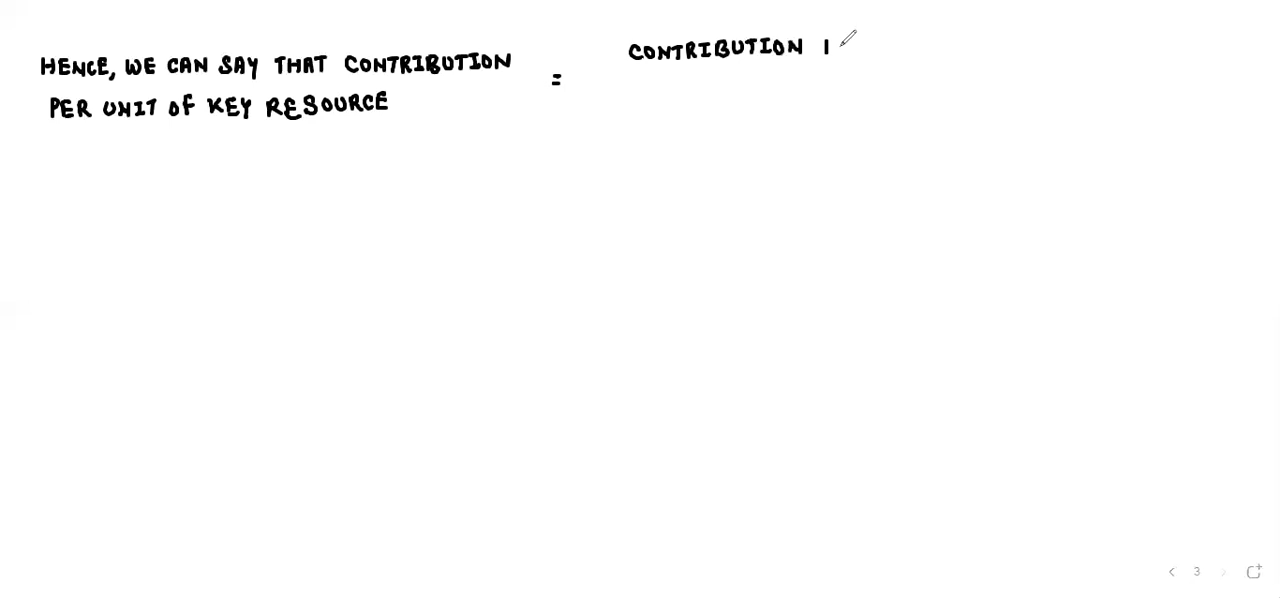 HENCE, WE CAN SAY THAT CONTRIBUTION
PER UNIT OF KEY RESOURCE
=
CONTRIBUTION
3